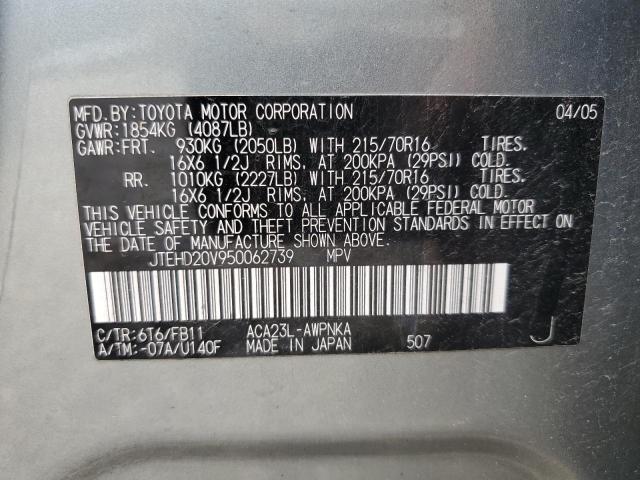 MFD.BY:TOYOTA MOTOR CORPORATION 04/05
GVWR:1854KG (4087LB)
GAWR:FRT. 930KG (2050LB) WITH 215/70R16 TIRES.
16X6 1/2J RIMS, AT 200KPA (29PSI) COLD.
RR. 1010KG (2227LB) WITH 215/70R16 TIRES.
16X6 1/2J RIMS, AT 200KPA (29PSI) COLD.
THIS VEHICLE CONFORMS TO ALL APPLICABLE FEDERAL MOTOR
VEHICLE SAFETY AND THEFT PREVENTION STANDARDS IN EFFECT ON
THE DATE OF MANUFACTURE SHOWN ABOVE.
JTEHD20V950062739 MPV
C/TR:6T6/FB11 ACA23L-AWPNKA
A/TM:-07A/U140F MADE IN JAPAN 507 J